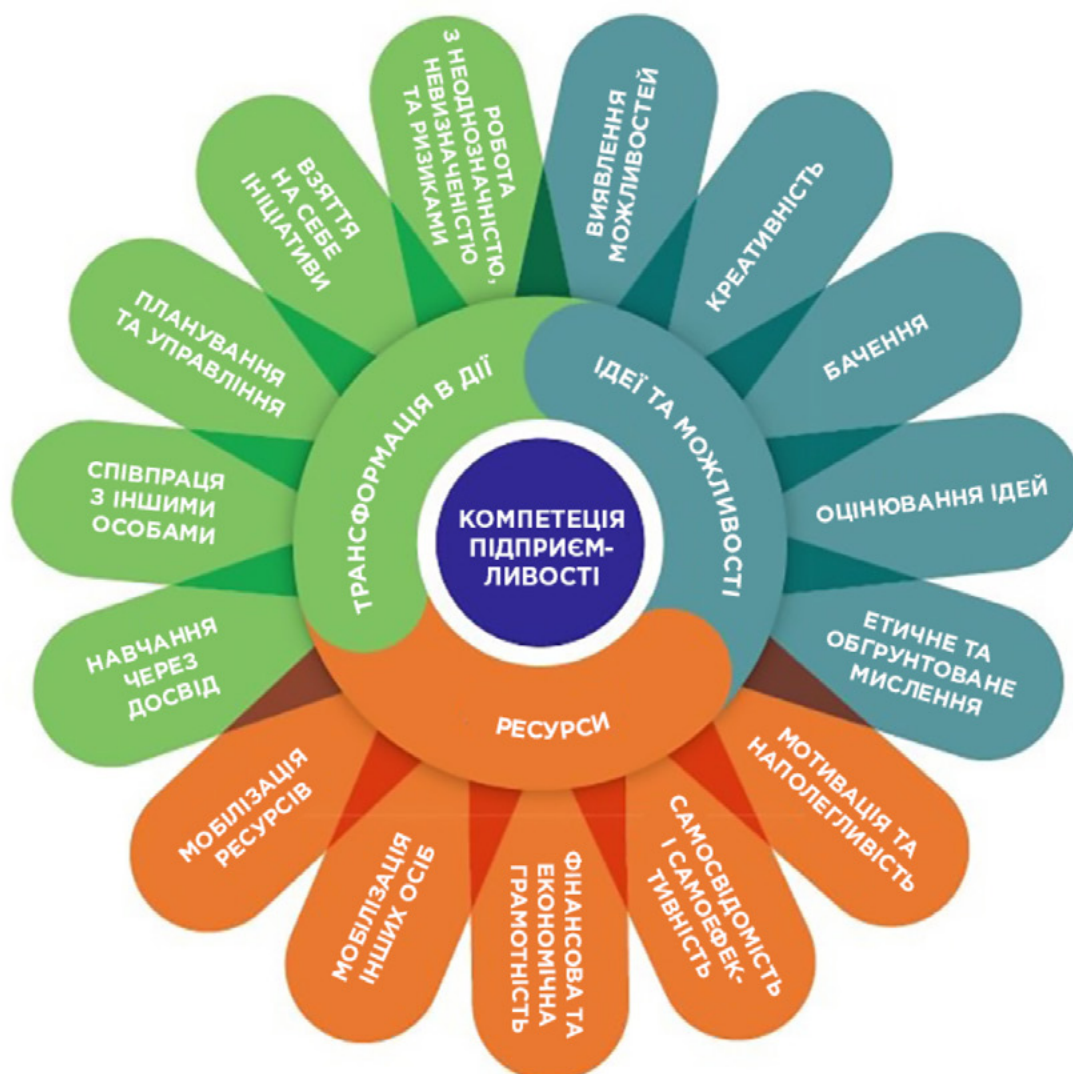 КОМПЕТЕЦІЯ
ПІДПРИЄМ-
ЛИВОСТІ
ІДЕЇ ТА МОЖЛИВОСТІ
РЕСУРСИ
ТРАНСФОРМАЦІЯ В ДІЇ
ВИЯВЛЕННЯ
МОЖЛИВОСТЕЙ
КРЕАТИВНІСТЬ
БАЧЕННЯ
ОЦІНЮВАННЯ ІДЕЙ
ЕТИЧНЕ ТА
ОБГРУНТОВАНЕ
МИСЛЕННЯ
МОТИВАЦІЯ ТА
НАПОЛЕГЛИВІСТЬ
САМОСВІДОМІСТЬ
І САМОЕФЕК-
ТИВНІСТЬ
ФІНАНСОВА ТА
ЕКОНОМІЧНА
ГРАМОТНІСТЬ
МОБІЛІЗАЦІЯ
ІНШИХ ОСІБ
МОБІЛІЗАЦІЯ
РЕСУРСІВ
НАВЧАННЯ
ЧЕРЕЗ
ДОСВІД
СПІВПРАЦЯ
З ІНШИМИ
ОСОБАМИ
ПЛАНУВАННЯ
ТА УПРАВЛІННЯ
ВЗЯТТЯ
НА СЕБЕ
ІНІЦІАТИВИ
РОБОТА
З НЕОДНОЗНАЧНІСТЮ,
НЕВИЗНАЧЕНІСТЮ
ТА РИЗИКАМИ